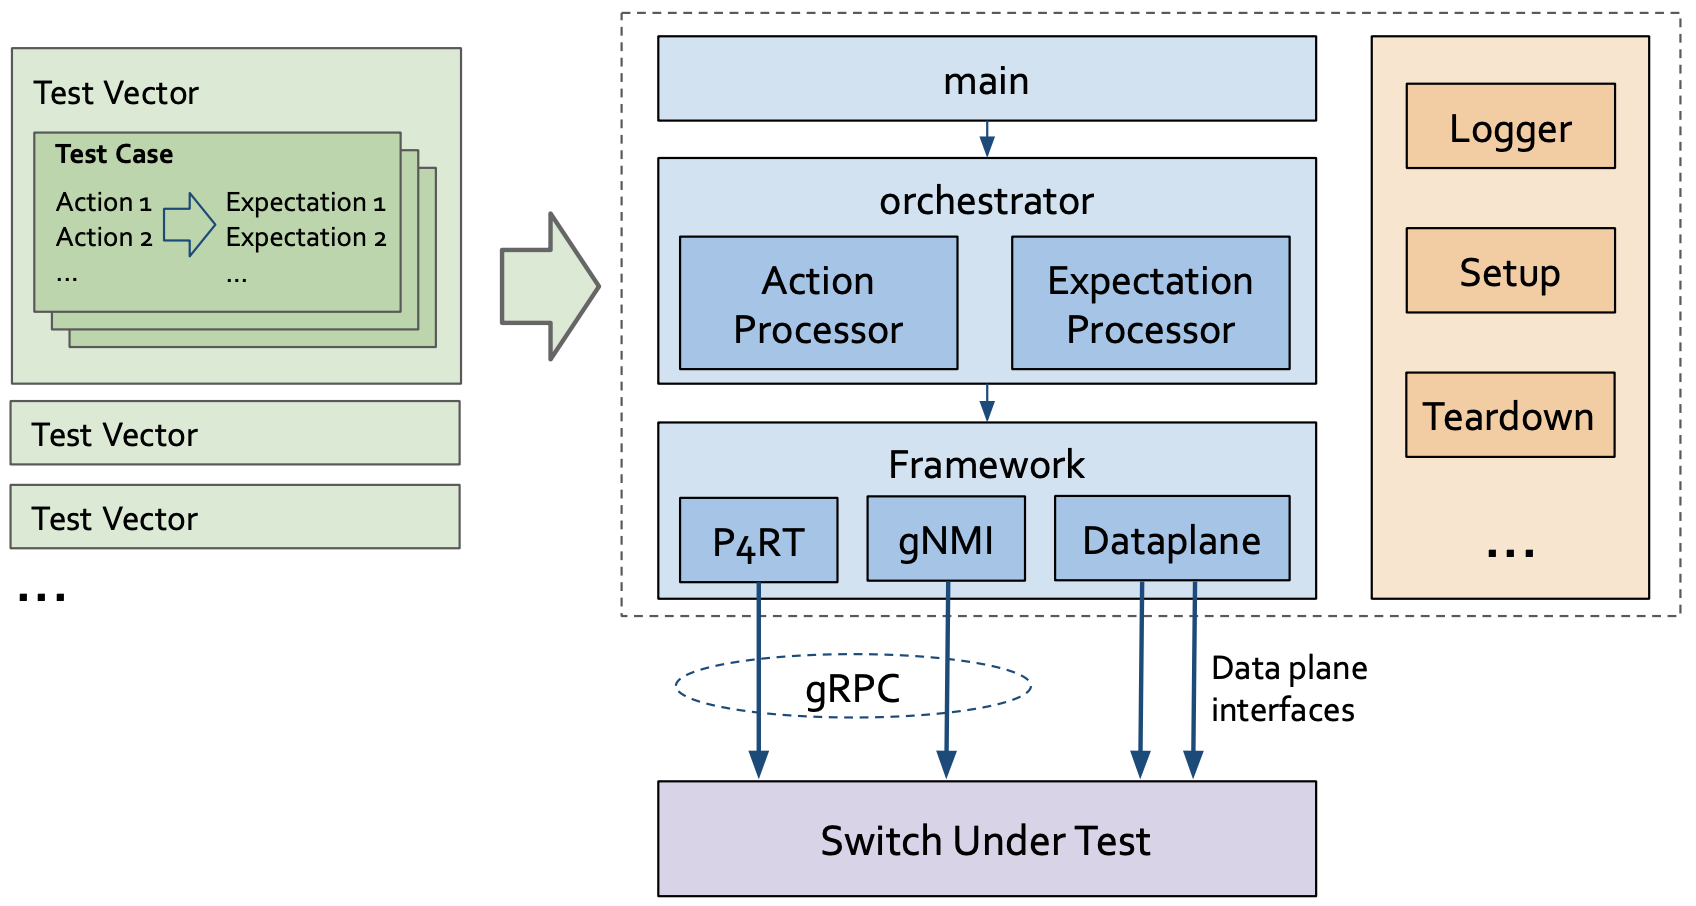 Test Vector
Test Case
Action 1
Expectation 1
Action 2
Expectation 2
...
...
Test Vector
Test Vector
...
main
orchestrator
Action
Processor
Expectation
Processor
Framework
P4RT
gNMI
Dataplane
Logger
Setup
Teardown
...
gRPC
Data plane
interfaces
Switch Under Test